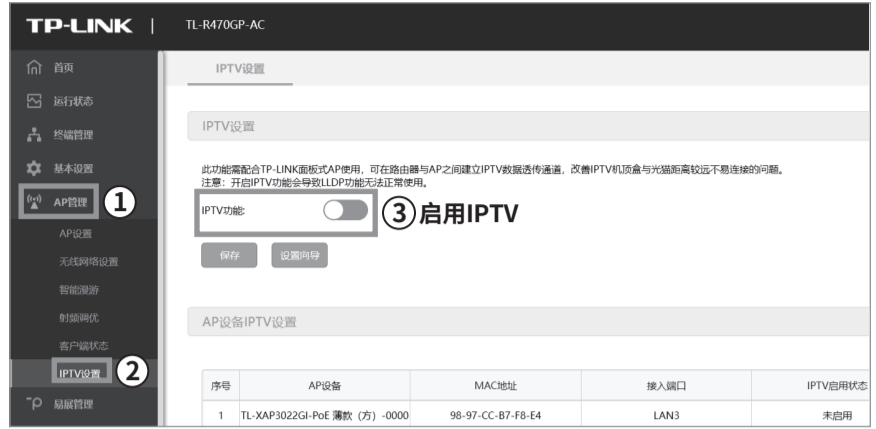 TP-LINK | TL-R470GP-AC
首页
运行状态
终端管理
基本设置
AP管理 ①
AP设置
无线网络设置
智能漫游
射频调优
客户端状态
IPTV设置 ②
易展管理
IPTV设置
IPTV设置
此功能需配合TP-LINK面板式AP使用，可在路由器与AP之间建立IPTV数据透传通道，改善IPTV机顶盒与光猫距离较远不易连接的问题。
注意：开启IPTV功能会导致LLDP功能无法正常使用。
IPTV功能: ③启用IPTV
保存 设置向导
AP设备IPTV设置
序号 AP设备 MAC地址 接入端口 IPTV启用状态
1 TL-XAP3022GI-PoE 薄款（方）-0000 98-97-CC-B7-F8-E4 LAN3 未启用